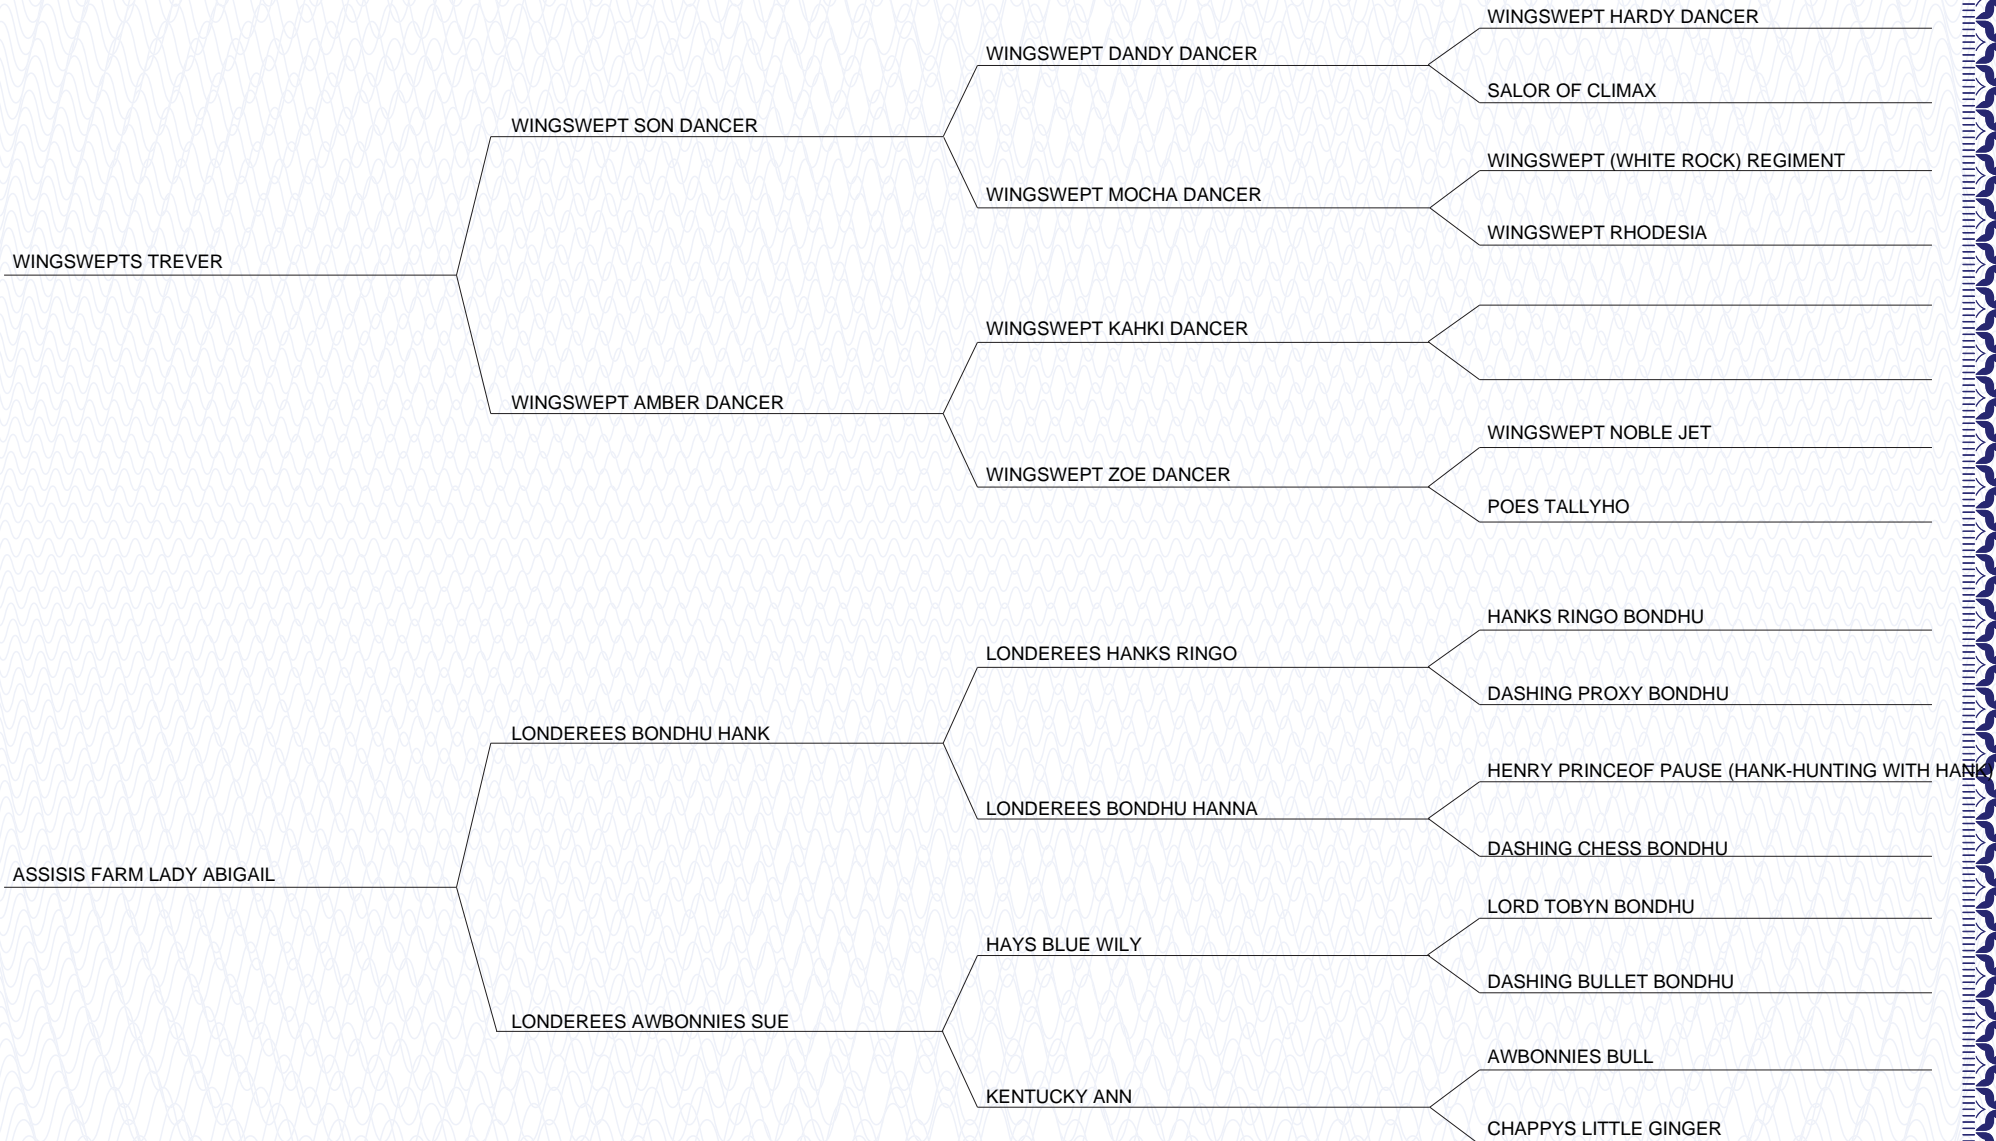 WINGSWEPT HARDY DANCER
WINGSWEPT DANDY DANCER
SALOR OF CLIMAX
WINGSWEPT SON DANCER
WINGSWEPT (WHITE ROCK) REGIMENT
WINGSWEPT MOCHA DANCER
WINGSWEPT RHODESIA
WINGSWEPTS TREVER
WINGSWEPT KAHKI DANCER
WINGSWEPT AMBER DANCER
WINGSWEPT NOBLE JET
WINGSWEPT ZOE DANCER
POES TALLYHO
HANKS RINGO BONDHU
LONDEREES HANKS RINGO
DASHING PROXY BONDHU
LONDEREES BONDHU HANK
HENRY PRINCEOF PAUSE (HANK-HUNTING WITH HANK)
LONDEREES BONDHU HANNA
DASHING CHESS BONDHU
ASSISIS FARM LADY ABIGAIL
LORD TOBYN BONDHU
HAYS BLUE WILY
DASHING BULLET BONDHU
LONDEREES AWBONNIES SUE
AWBONNIES BULL
KENTUCKY ANN
CHAPPYS LITTLE GINGER